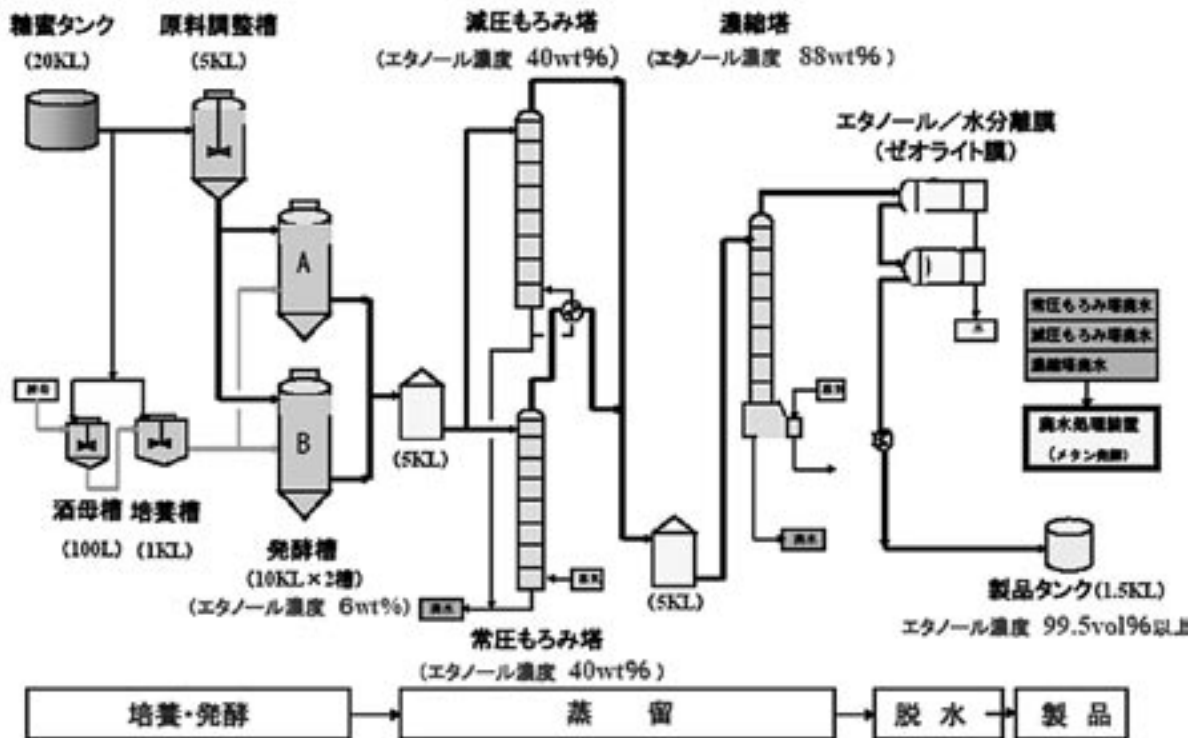 糖蜜タンク
(20KL)
原料調整槽
(5KL)
減圧もろみ塔
(エタノール濃度 40wt%)
濃縮塔
(エタノール濃度 88wt%)
エタノール/水分離膜
(ゼオライト膜)
A
B
酒母槽
(100L)
培養槽
(1KL)
発酵槽
(10KL×2槽)
(エタノール濃度 6wt%)
(5KL)
常圧もろみ塔
(エタノール濃度 40wt%)
(5KL)
常圧もろみ塔廃水
減圧もろみ塔廃水
濃縮塔廃水
廃水処理装置
(メタン発酵)
製品タンク(1.5KL)
エタノール濃度 99.5vol%以上
培養・発酵
蒸 留
脱 水
製 品